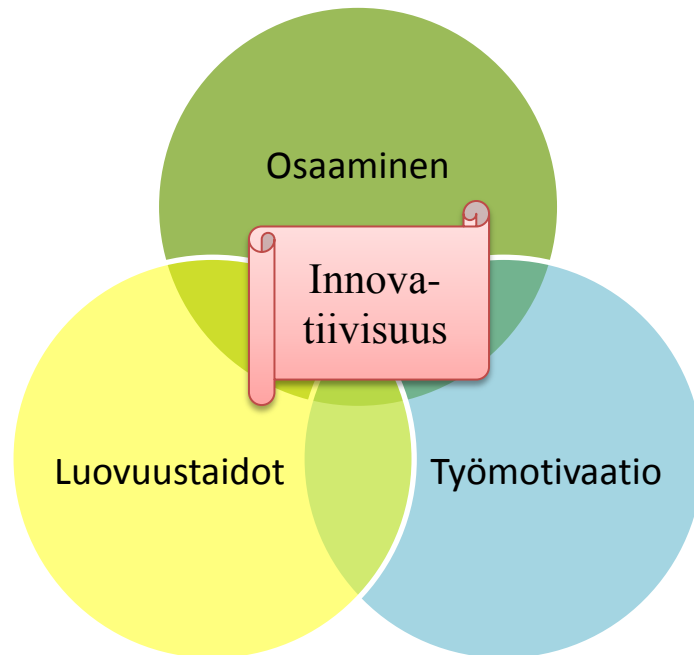 Osaaminen
Innova-
tiivisuus
Luovuustaidot
Työmotivaatio